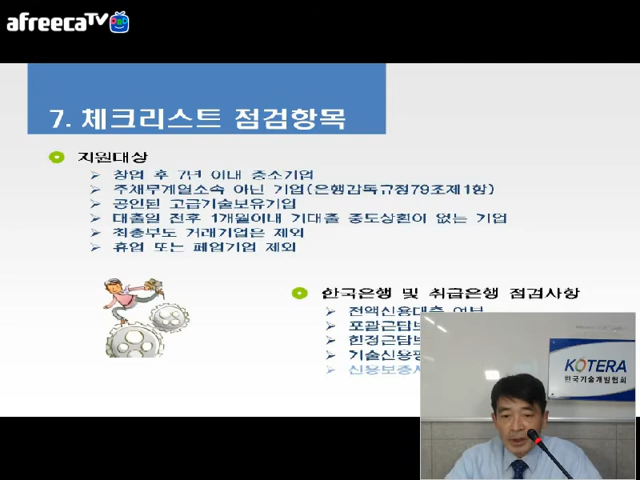 afreecaTV
7. 체크리스트 점검항목
지원대상
창업 후 7년 이내 중소기업
주채무계열소속 아닌 기업(은행감독규정79조제1항)
공인된 고급기술보유기업
대출일 전후 1개월이내 기대출 중도상환이 없는 기업
최종부도 거래기업은 제외
휴업 또는 폐업기업 제외
한국은행 및 취급은행 점검사항
전액신용대출 여부
포괄근담보
한정근담보
기술신용평
신용보증사
KOTERA
한국기술개발협회